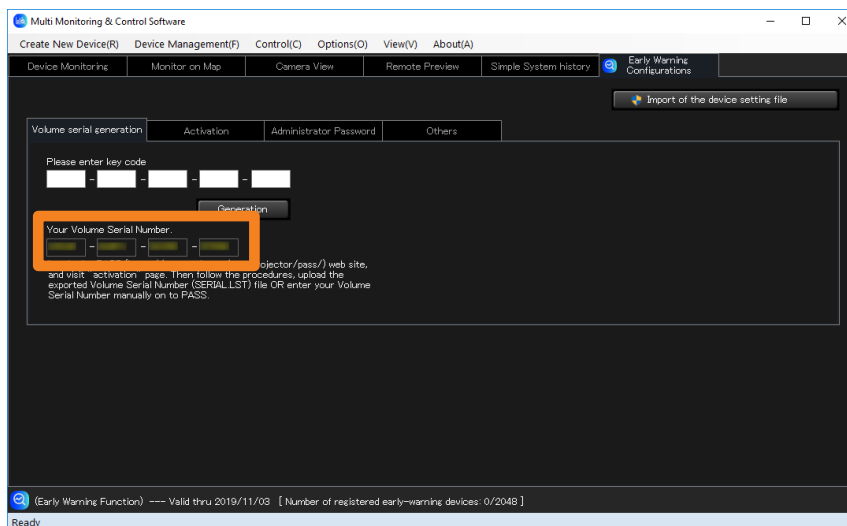 Multi Monitoring & Control Software
Create New Device(R) Device Management(F) Control(C) Options(O) View(V) About(A)
Device Monitoring Monitor on Map Camera View Remote Preview Simple System history Early Warning Configurations
Import of the device setting file
Volume serial generation Activation Administrator Password Others
Please enter key code
- - - -
Generation
Your Volume Serial Number.
- - -
ojector/pass/) web site,
and visit "activation" page. Then follow the procedures, upload the
exported Volume Serial Number (SERIAL.LST) file OR enter your Volume
Serial Number manually on to PASS.
(Early Warning Function) --- Valid thru 2019/11/03 [ Number of registered early-warning devices: 0/2048 ]
Ready